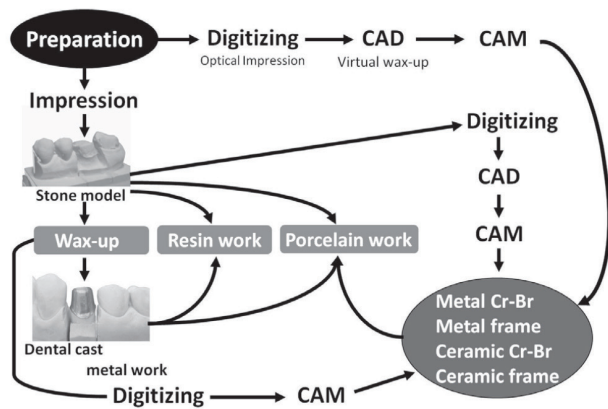 Preparation
Digitizing
Optical Impression
CAD
Virtual wax-up
CAM
Impression
Stone model
Digitizing
CAD
CAM
Wax-up
Resin work
Porcelain work
Dental cast
metal work
Metal Cr-Br
Metal frame
Ceramic Cr-Br
Ceramic frame
Digitizing
CAM